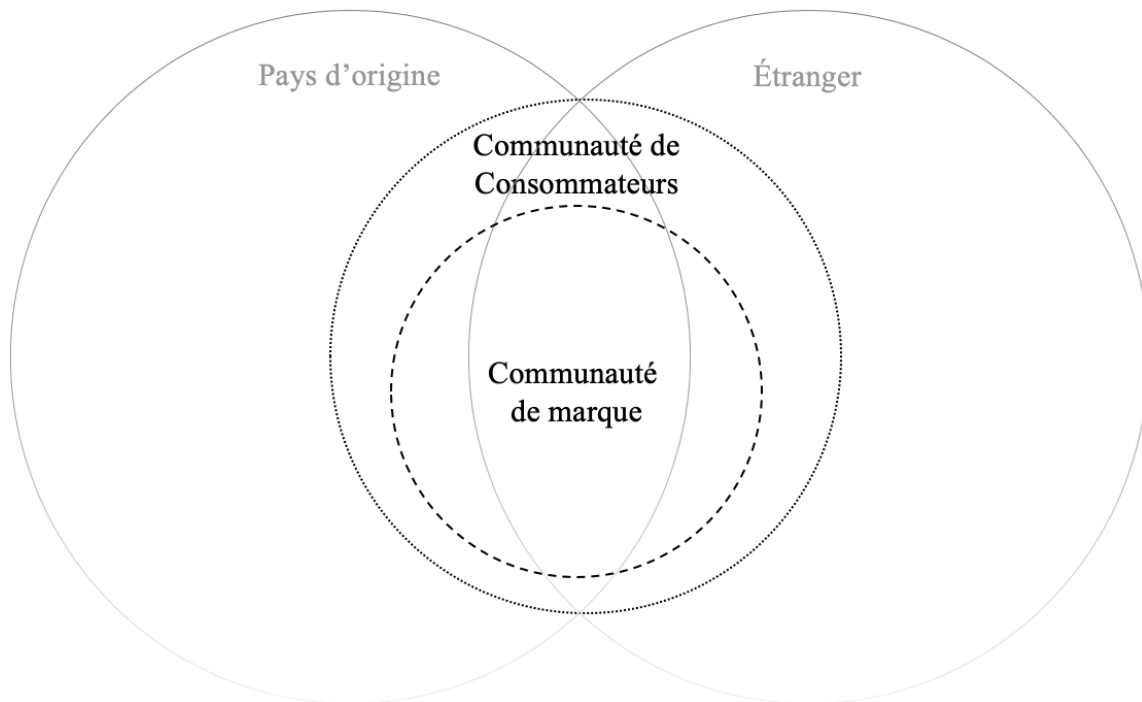 Pays d’origine
Étranger
Communauté de
Consommateurs
Communauté
de marque